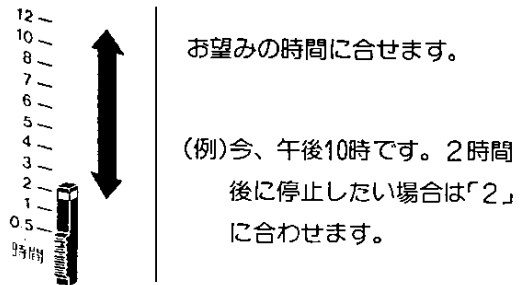 12
10
8
7
6
5
4
3
2
1
0.5
時間
お望みの時間に合せます。
(例)今、午後10時です。2時間
後に停止したい場合は「2」
に合わせます。